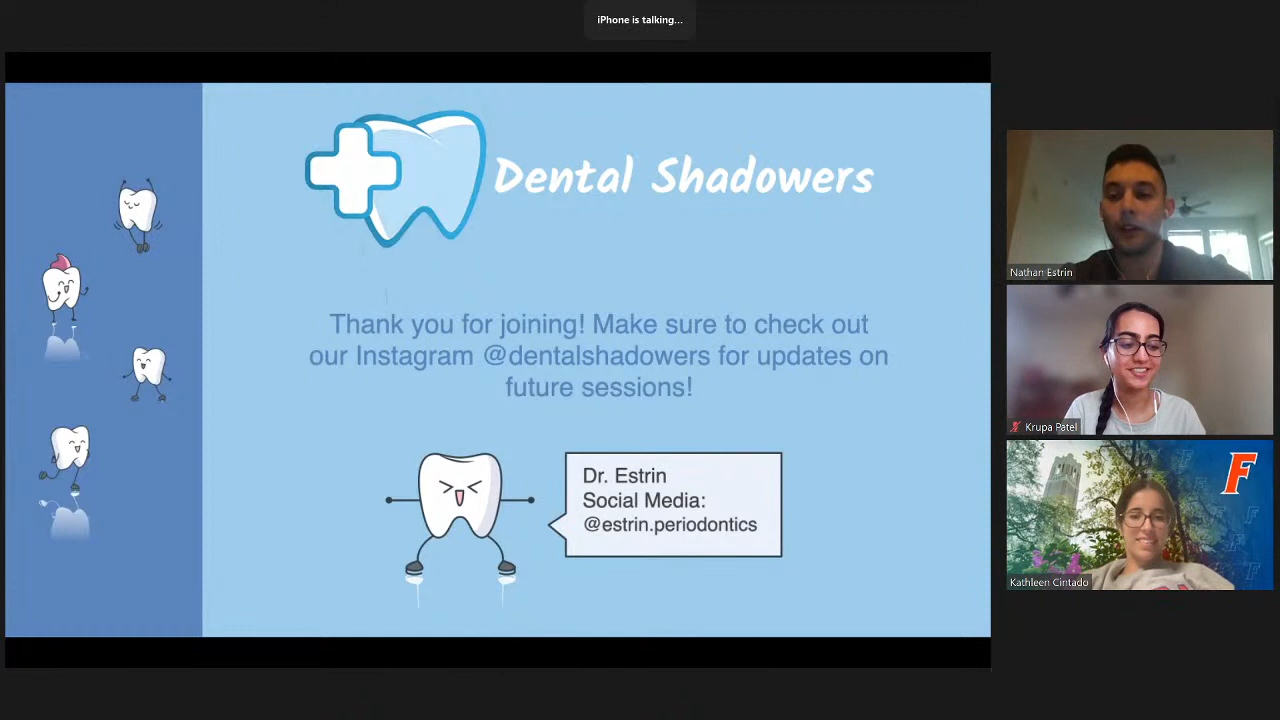 iPhone is talking...
Dental Shadowers
Thank you for joining! Make sure to check out
our Instagram @dentalshadowers for updates on
future sessions!
Dr. Estrin
Social Media:
@estrin.periodontics
Nathan Estrin
Krupa Patel
F
Kathleen Cintado